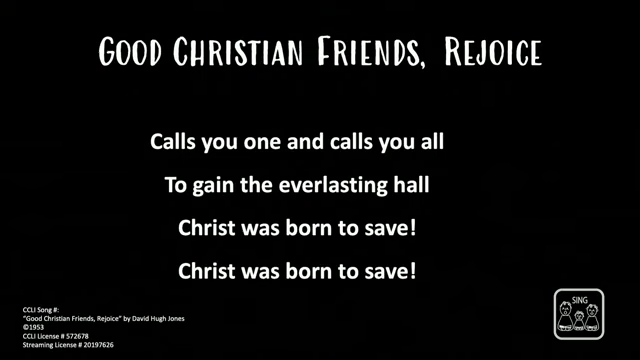 GOOD CHRISTIAN FRIENDS, REJOICE
Calls you one and calls you all
To gain the everlasting hall
Christ was born to save!
Christ was born to save!
CCLI Song #:
"Good Christian Friends, Rejoice" by David Hugh Jones
©1953
CCLI License # 572678
Streaming License # 20197626
SING